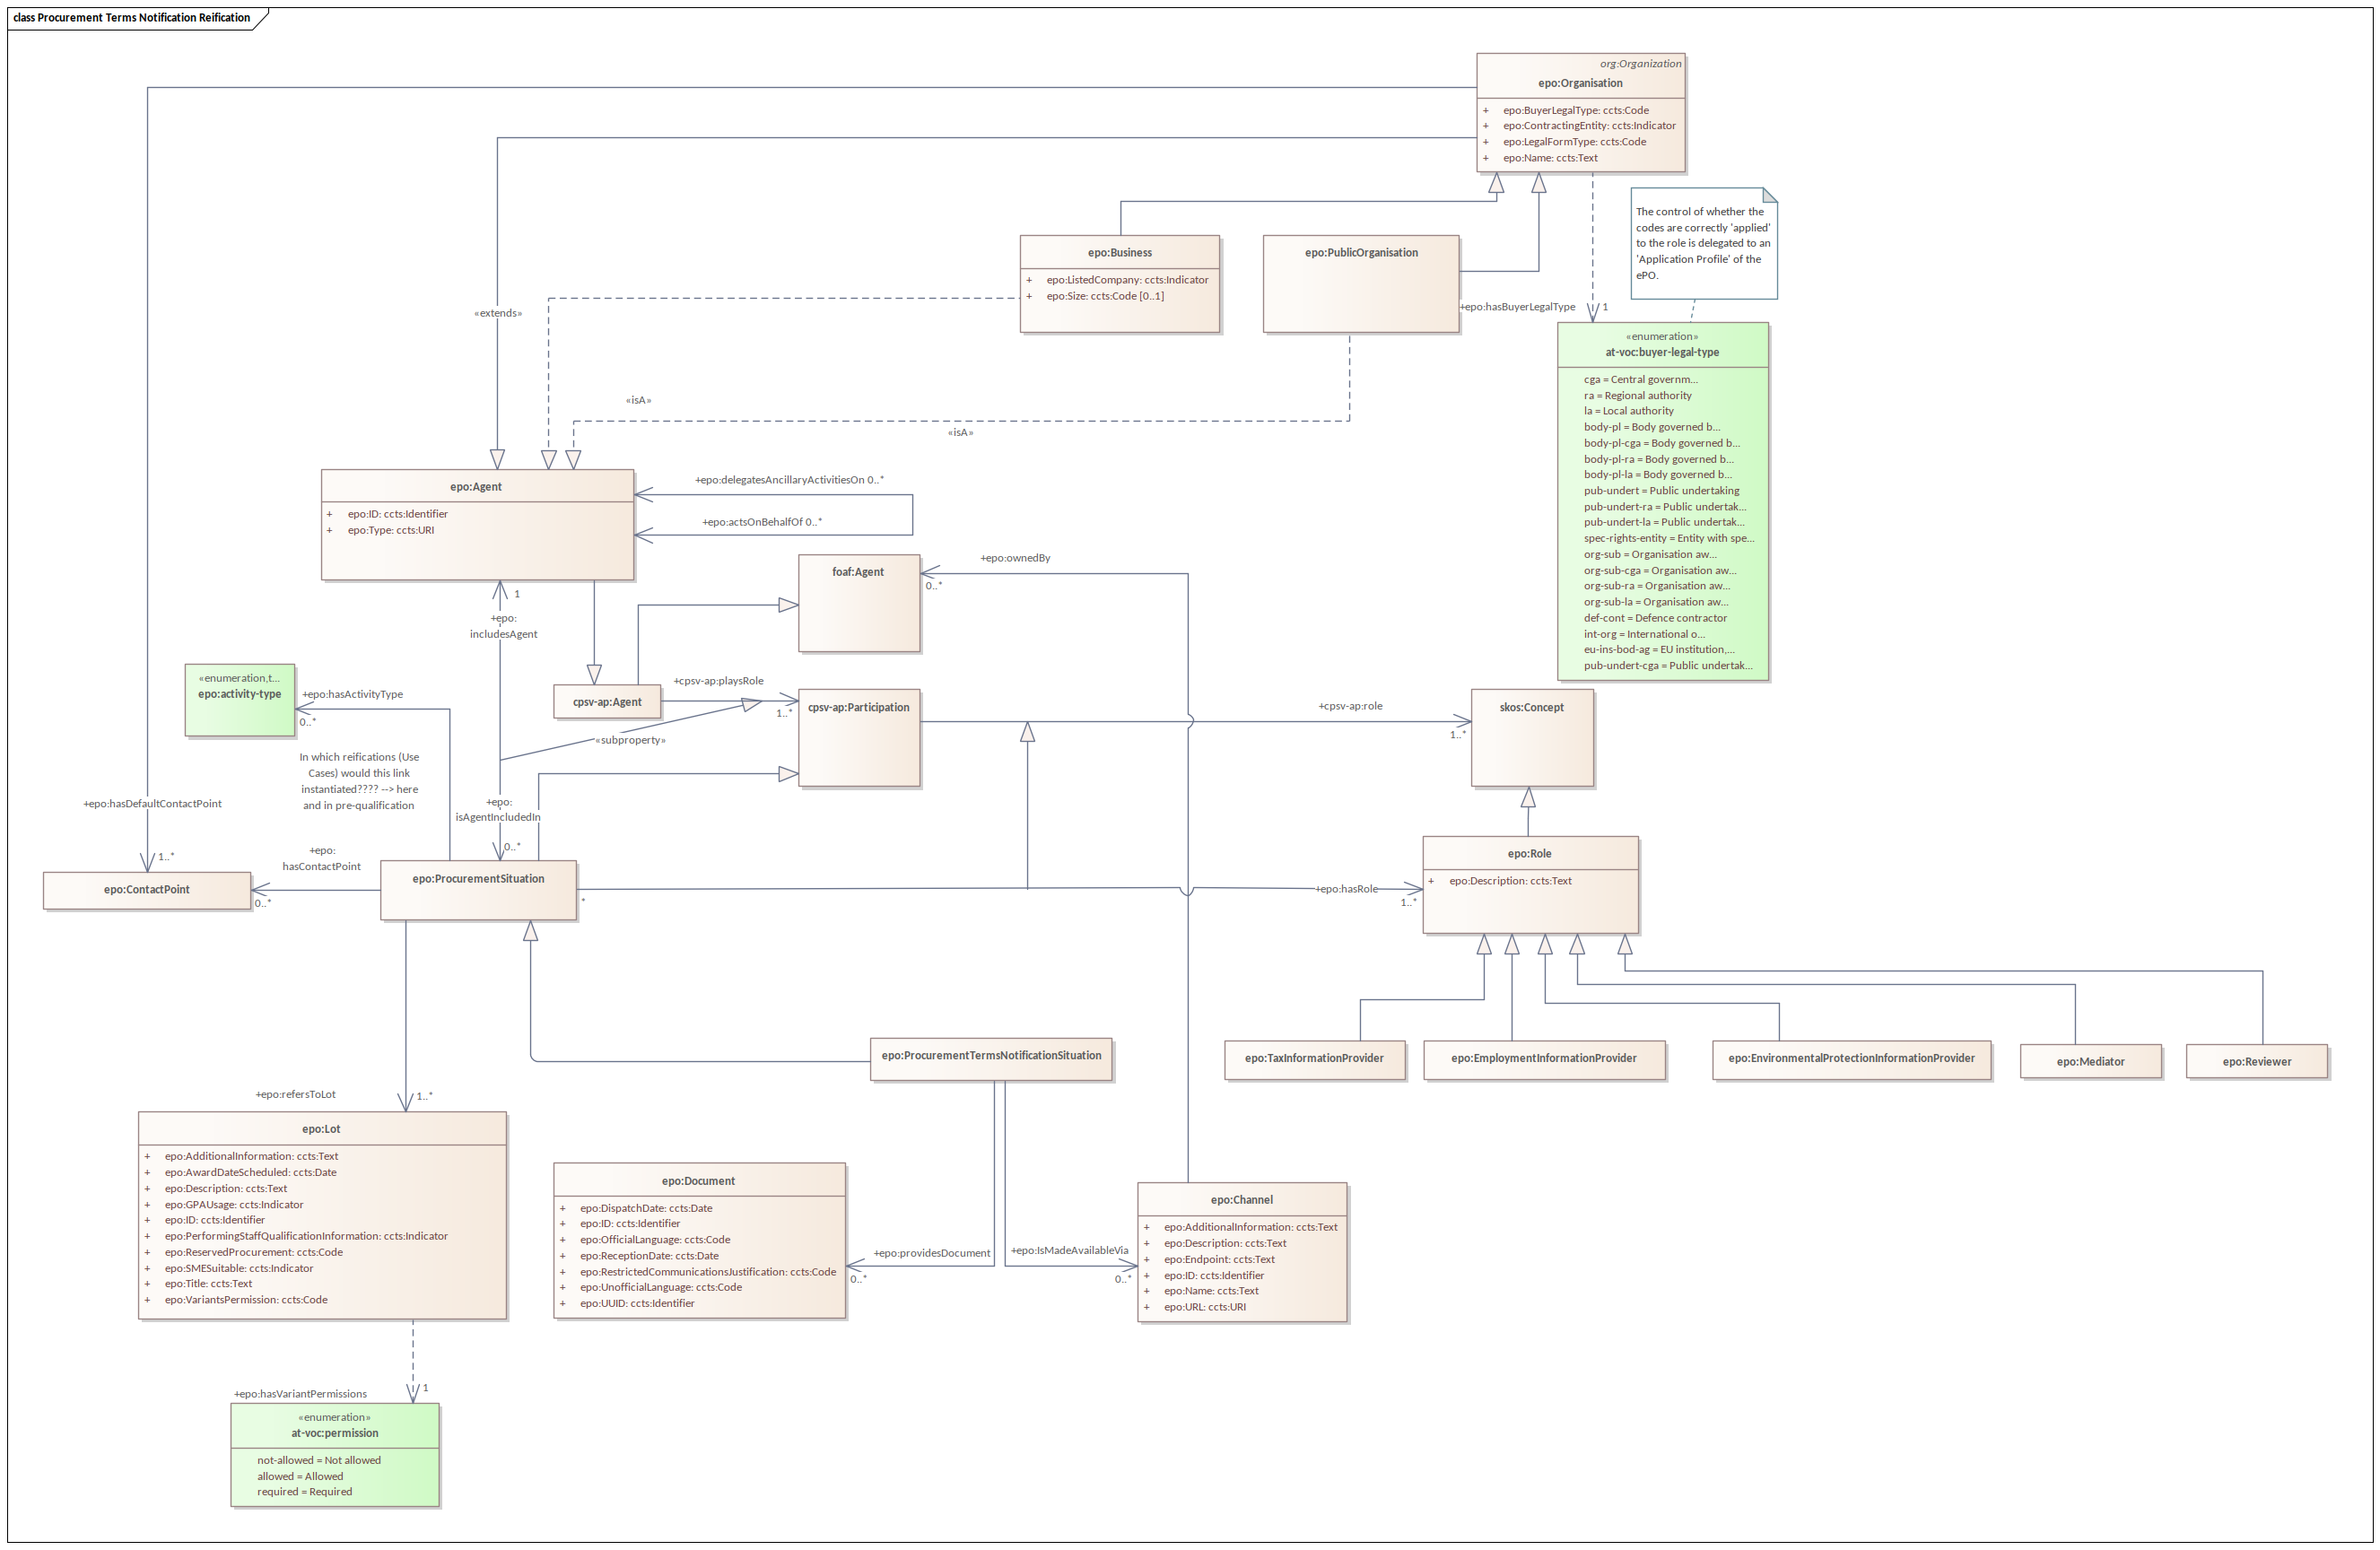 class Procurement Terms Notification Reification
org:Organization
epo:Organisation
+ epo:BuyerLegalType: ccts:Code
+ epo:ContractingEntity: ccts:Indicator
+ epo:LegalFormType: ccts:Code
+ epo:Name: ccts:Text
The control of whether the
codes are correctly 'applied'
to the role is delegated to an
'Application Profile' of the
ePO.
epo:Business
+ epo:ListedCompany: ccts:Indicator
+ epo:Size: ccts:Code [0..1]
epo:PublicOrganisation
+epo:hasBuyerLegalType
1
«extends»
«isA»
«isA»
«enumeration»
at-voc:buyer-legal-type
cga = Central governm...
ra = Regional authority
la = Local authority
body-pl = Body governed b...
body-pl-cga = Body governed b...
body-pl-ra = Body governed b...
body-pl-la = Body governed b...
pub-undert = Public undertaking
pub-undert-ra = Public undertak...
pub-undert-la = Public undertak...
spec-rights-entity = Entity with spe...
org-sub = Organisation aw...
org-sub-cga = Organisation aw...
org-sub-ra = Organisation aw...
org-sub-la = Organisation aw...
def-cont = Defence contractor
int-org = International o...
eu-ins-bod-ag = EU institution,...
pub-undert-cga = Public undertak...
epo:Agent
+ epo:ID: ccts:Identifier
+ epo:Type: ccts:URI
+epo:delegatesAncillaryActivitiesOn 0..*
+epo:actsOnBehalfOf 0..*
foaf:Agent
+epo:ownedBy
0..*
1
+epo:
includesAgent
«enumeration,t...
epo:activity-type
+epo:hasActivityType
0..*
cpsv-ap:Agent
+cpsv-ap:playsRole
1..*
«subproperty»
cpsv-ap:Participation
+cpsv-ap:role
1..*
skos:Concept
In which reifications (Use
Cases) would this link
instantiated???? --> here
and in pre-qualification
+epo:
isAgentIncludedIn
0..*
+epo:hasDefaultContactPoint
1..*
+epo:
hasContactPoint
0..*
epo:ContactPoint
epo:ProcurementSituation
*
+epo:hasRole
1..*
epo:Role
+ epo:Description: ccts:Text
epo:ProcurementTermsNotificationSituation
epo:TaxInformationProvider
epo:EmploymentInformationProvider
epo:EnvironmentalProtectionInformationProvider
epo:Mediator
epo:Reviewer
+epo:refersToLot
1..*
epo:Lot
+ epo:AdditionalInformation: ccts:Text
+ epo:AwardDateScheduled: ccts:Date
+ epo:Description: ccts:Text
+ epo:GPAUsage: ccts:Indicator
+ epo:ID: ccts:Identifier
+ epo:PerformingStaffQualificationInformation: ccts:Indicator
+ epo:ReservedProcurement: ccts:Code
+ epo:SMESuitable: ccts:Indicator
+ epo:Title: ccts:Text
+ epo:VariantsPermission: ccts:Code
epo:Document
+ epo:DispatchDate: ccts:Date
+ epo:ID: ccts:Identifier
+ epo:OfficialLanguage: ccts:Code
+ epo:ReceptionDate: ccts:Date
+ epo:RestrictedCommunicationsJustification: ccts:Code
+ epo:UnofficialLanguage: ccts:Code
+ epo:UUID: ccts:Identifier
+epo:providesDocument
0..*
+epo:IsMadeAvailableVia
0..*
epo:Channel
+ epo:AdditionalInformation: ccts:Text
+ epo:Description: ccts:Text
+ epo:Endpoint: ccts:Text
+ epo:ID: ccts:Identifier
+ epo:Name: ccts:Text
+ epo:URL: ccts:URI
+epo:hasVariantPermissions
1
«enumeration»
at-voc:permission
not-allowed = Not allowed
allowed = Allowed
required = Required